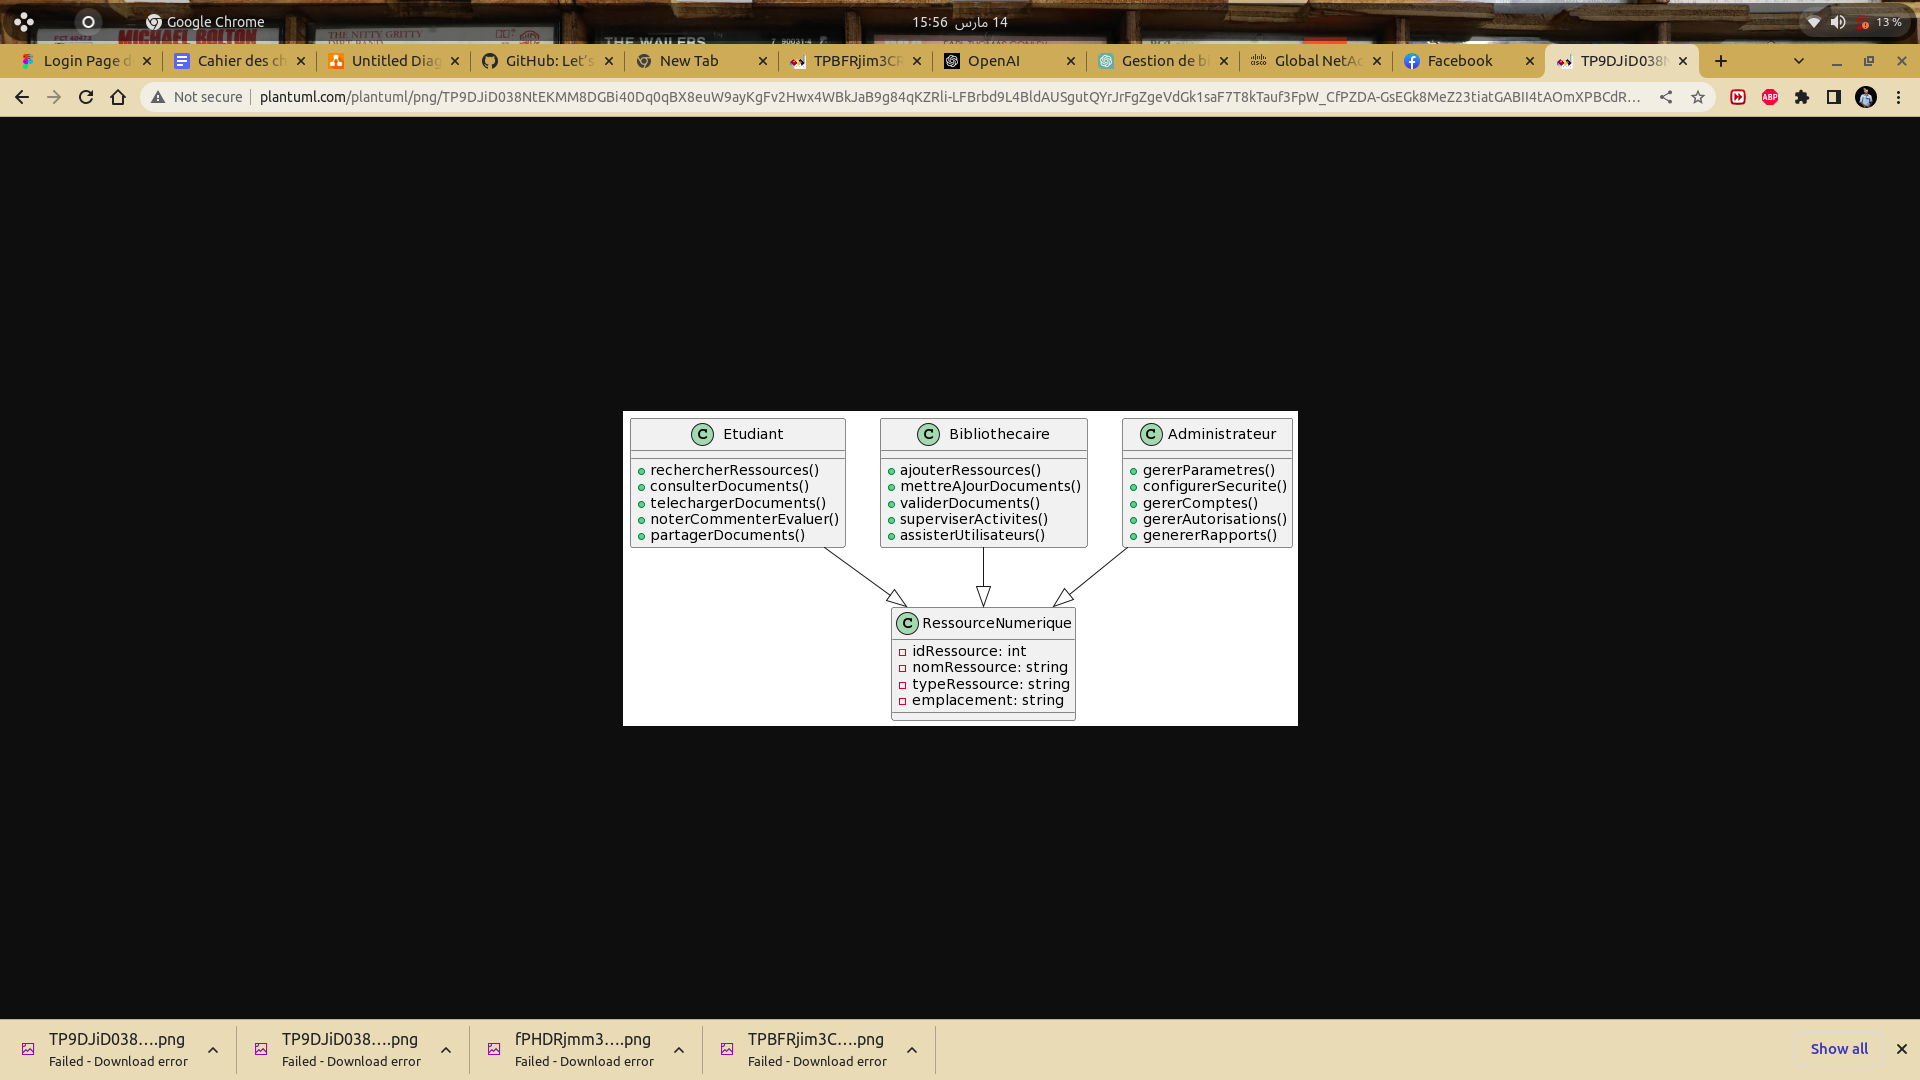 Google Chrome
15:56 14 مارس
13 %
Login Page d
Cahier des ch
Untitled Diag
GitHub: Let's
New Tab
TPBFRjim3CR
OpenAI
Gestion de bi
Global NetAc
Facebook
TP9DJiD038N
Not secure
plantuml.com/plantuml/png/TP9DJiD038NtEKMM8DGBi40Dq0qBX8euW9ayKgFv2Hwx4WBkJaB9g84qKZRli-LFBrbd9L4BldAUSgutQYrJrFgZgeVdGk1saF7T8kTauf3FpW_CfPZDA-GsEGk8MeZ23tiatGABII4tAOmXPBCdR...
ABP
C Etudiant
rechercherRessources()
consulterDocuments()
telechargerDocuments()
noterCommenterEvaluer()
partagerDocuments()
C Bibliothecaire
ajouterRessources()
mettreAJourDocuments()
validerDocuments()
superviserActivites()
assisterUtilisateurs()
C Administrateur
gererParametres()
configurerSecurite()
gererComptes()
gererAutorisations()
genererRapports()
C RessourceNumerique
idRessource: int
nomRessource: string
typeRessource: string
emplacement: string
TP9DJiD038....png
Failed - Download error
TP9DJiD038....png
Failed - Download error
fPHDRjmm3....png
Failed - Download error
TPBFRjim3C....png
Failed - Download error
Show all